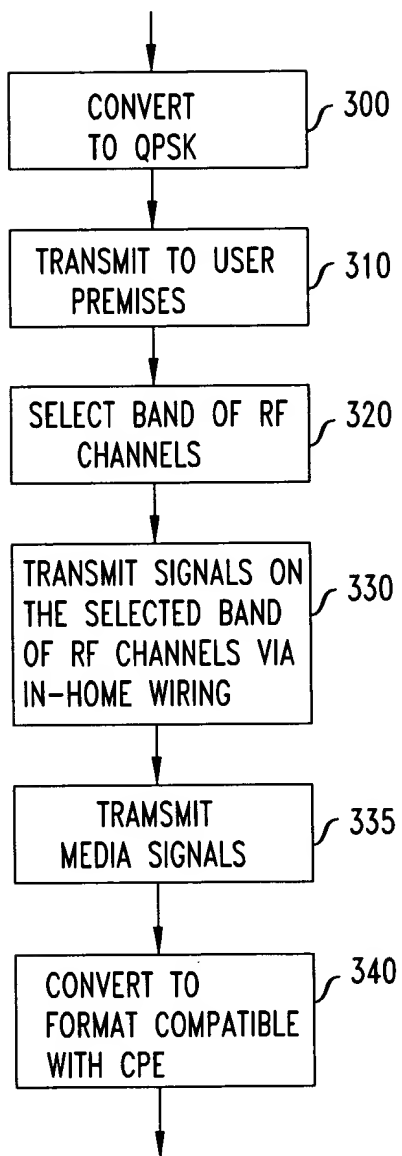 CONVERT
TO QPSK
300
TRANSMIT TO USER
PREMISES
310
SELECT BAND OF RF
CHANNELS
320
TRANSMIT SIGNALS ON
THE SELECTED BAND
OF RF CHANNELS VIA
IN-HOME WIRING
330
TRAMSMIT
MEDIA SIGNALS
335
CONVERT TO
FORMAT COMPATIBLE
WITH CPE
340